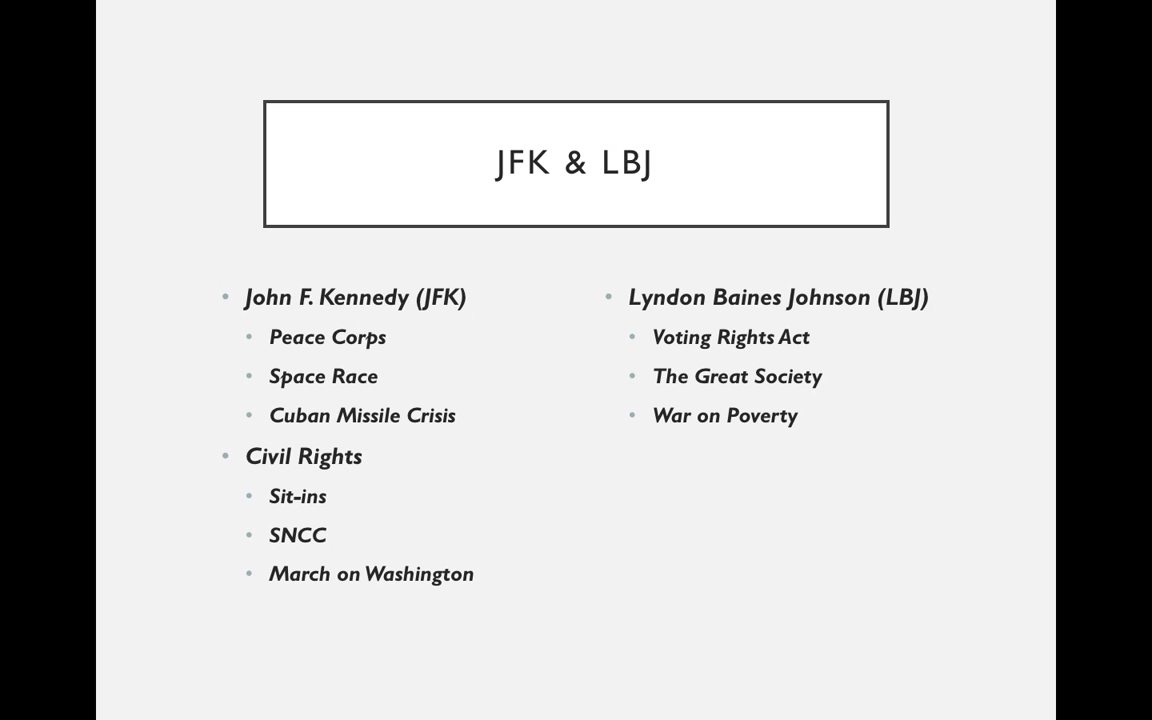 JFK & LBJ
• John F. Kennedy (JFK)
• Peace Corps
• Space Race
• Cuban Missile Crisis
• Civil Rights
• Sit-ins
• SNCC
• March on Washington
• Lyndon Baines Johnson (LBJ)
• Voting Rights Act
• The Great Society
• War on Poverty